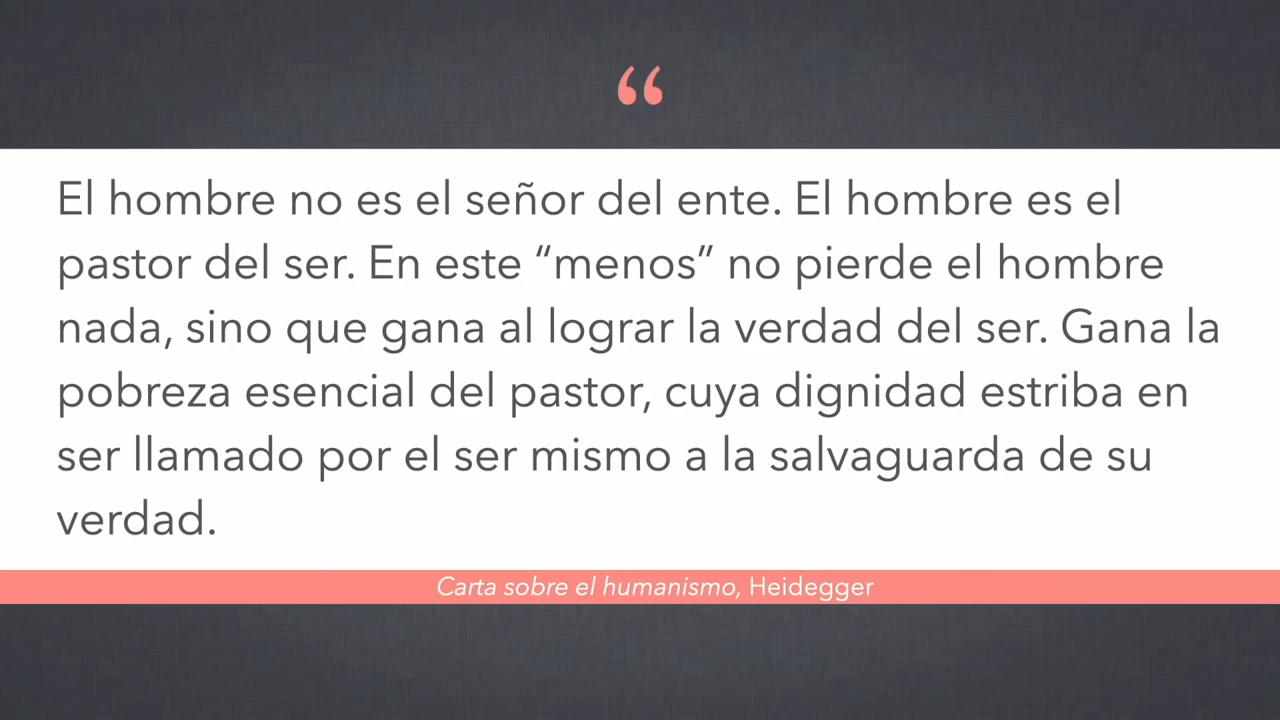 “
El hombre no es el señor del ente. El hombre es el
pastor del ser. En este “menos” no pierde el hombre
nada, sino que gana al lograr la verdad del ser. Gana la
pobreza esencial del pastor, cuya dignidad estriba en
ser llamado por el ser mismo a la salvaguarda de su
verdad.
Carta sobre el humanismo, Heidegger